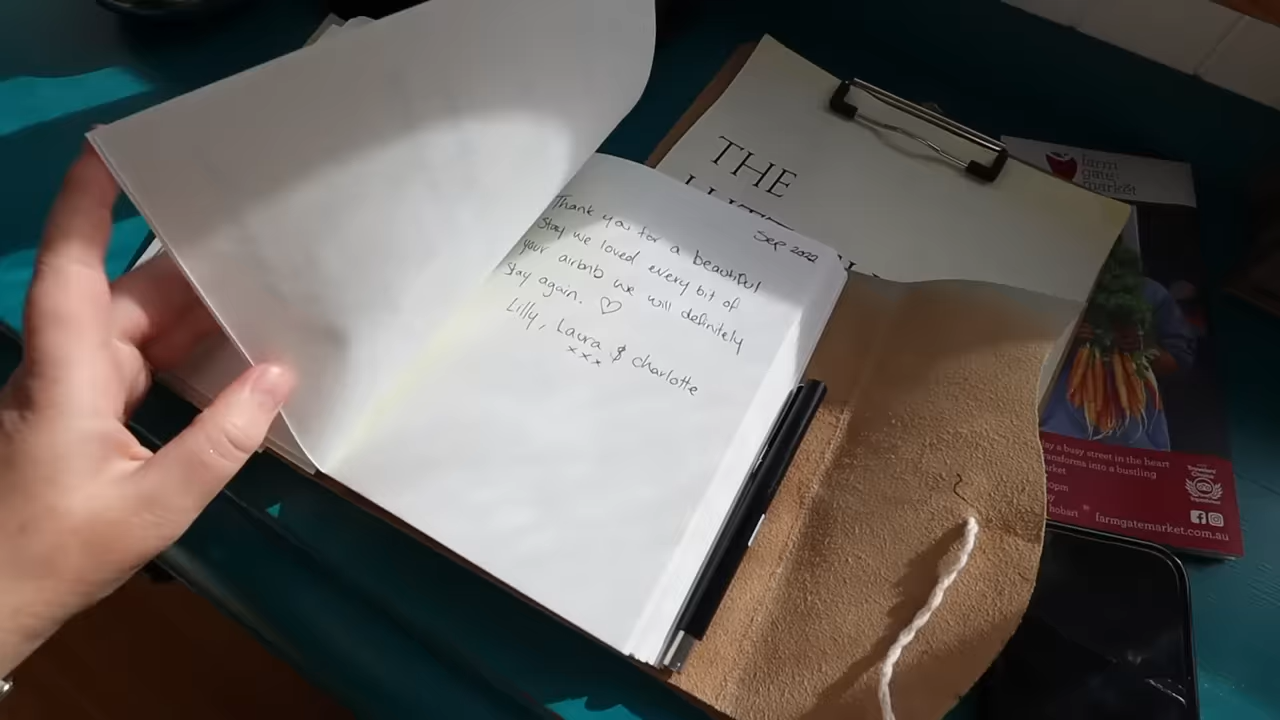 Sep 2022
Thank you for a beautiful
stay we loved every bit of
your airbnb we will definitely
stay again. ♡
Lilly, Laura & Charlotte
xxx
THE
farm
gate
market
a busy street in the heart
transforms into a bustling
market
farmgatemarket.com.au